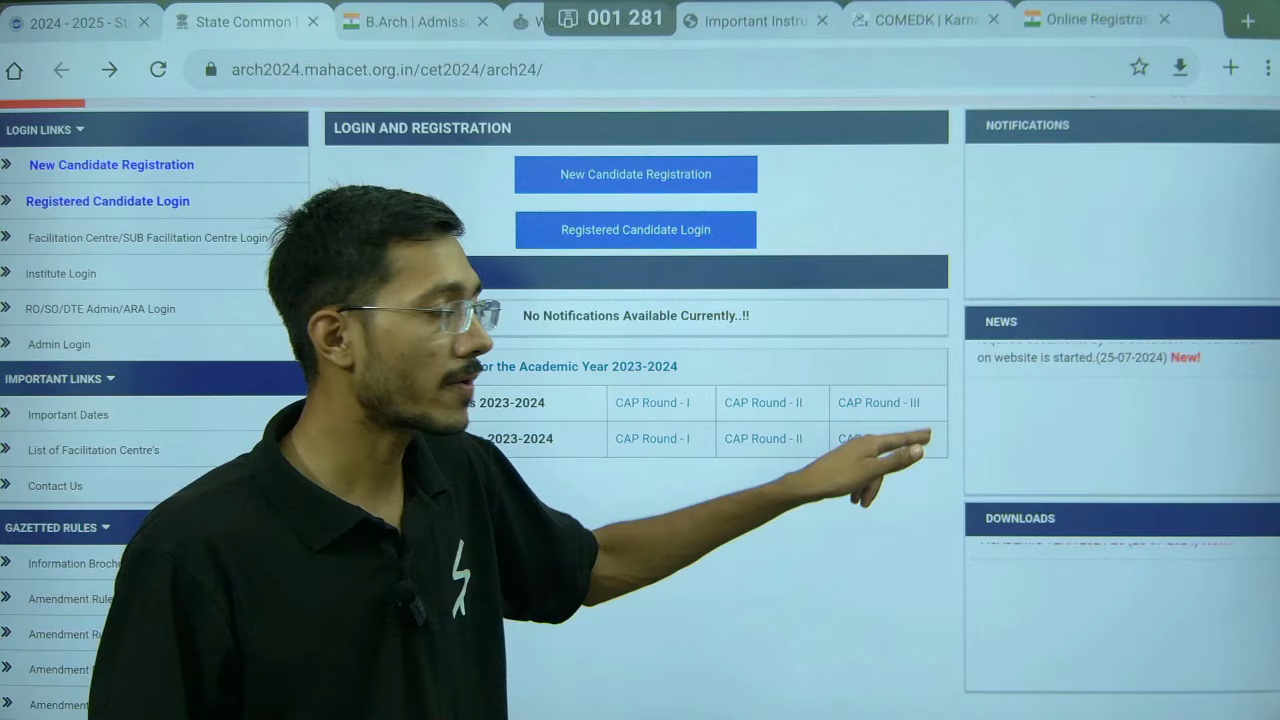 2024 - 2025 - St
State Common
B.Arch | Admiss
001 281
Important Instru
COMEDK | Karn
Online Registrat
arch2024.mahacet.org.in/cet2024/arch24/
LOGIN LINKS
New Candidate Registration
Registered Candidate Login
Facilitation Centre/SUB Facilitation Centre Login
Institute Login
RO/SO/DTE Admin/ARA Login
Admin Login
IMPORTANT LINKS
Important Dates
List of Facilitation Centre's
Contact Us
GAZETTED RULES
Information Broch
Amendment Rule
Amendment Ru
Amendment
Amendment
LOGIN AND REGISTRATION
New Candidate Registration
Registered Candidate Login
No Notifications Available Currently..!!
or the Academic Year 2023-2024
s 2023-2024 CAP Round - I CAP Round - II CAP Round - III
2023-2024 CAP Round - I CAP Round - II
NOTIFICATIONS
NEWS
on website is started.(25-07-2024) New!
DOWNLOADS